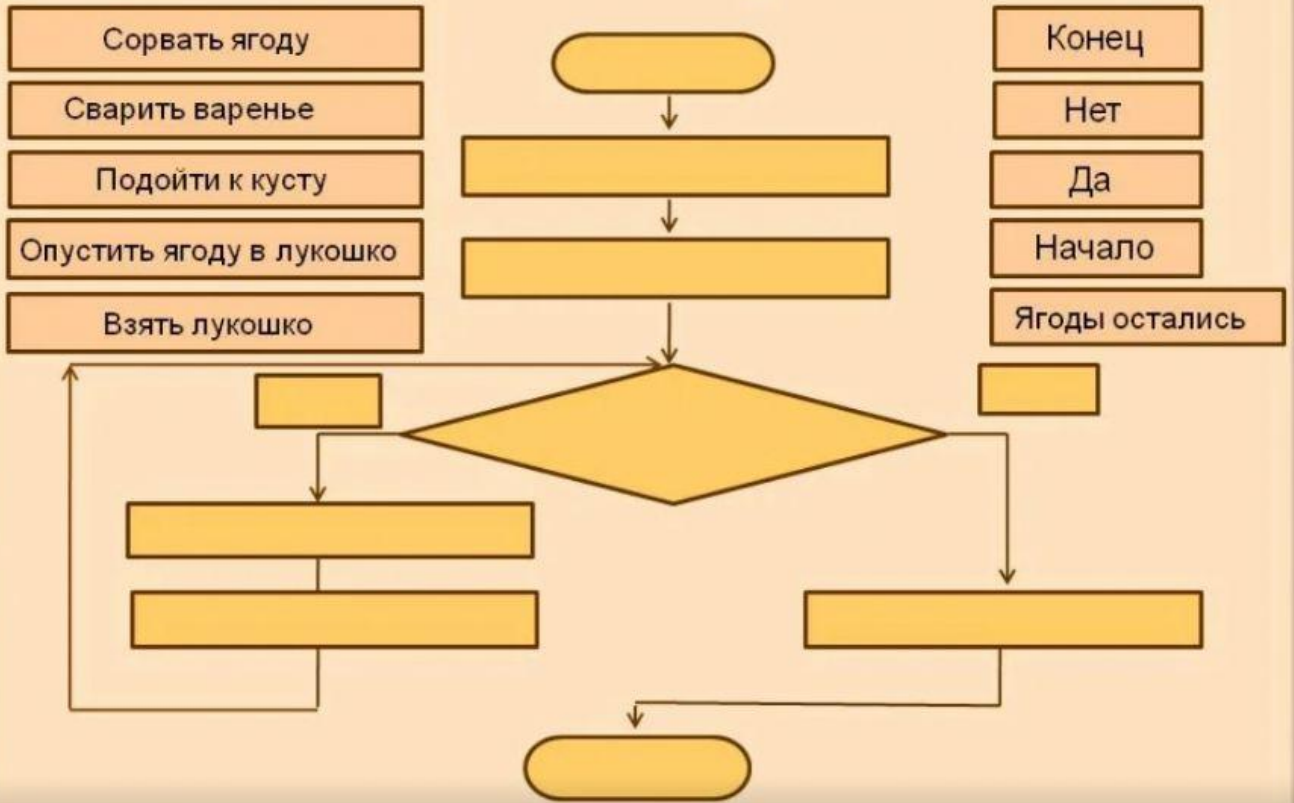 Сорвать ягоду
Сварить варенье
Подойти к кусту
Опустить ягоду в лукошко
Взять лукошко
Конец
Нет
Да
Начало
Ягоды остались